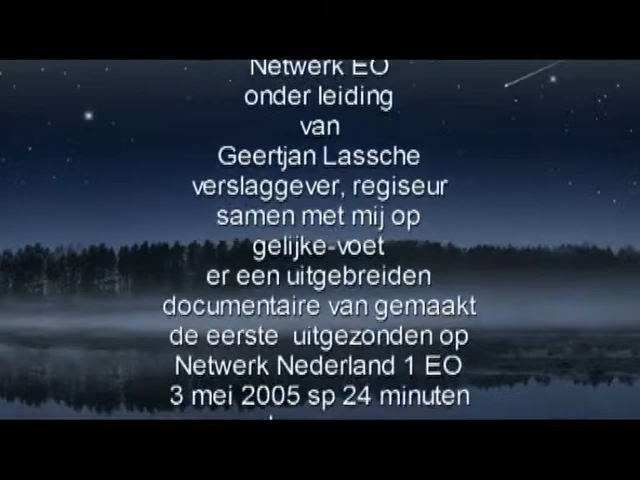 Netwerk EO
onder leiding
van
Geertjan Lassche
verslaggever, regiseur
samen met mij op
gelijke-voet
er een uitgebreiden
documentaire van gemaakt
de eerste uitgezonden op
Netwerk Nederland 1 EO
3 mei 2005 sp 24 minuten